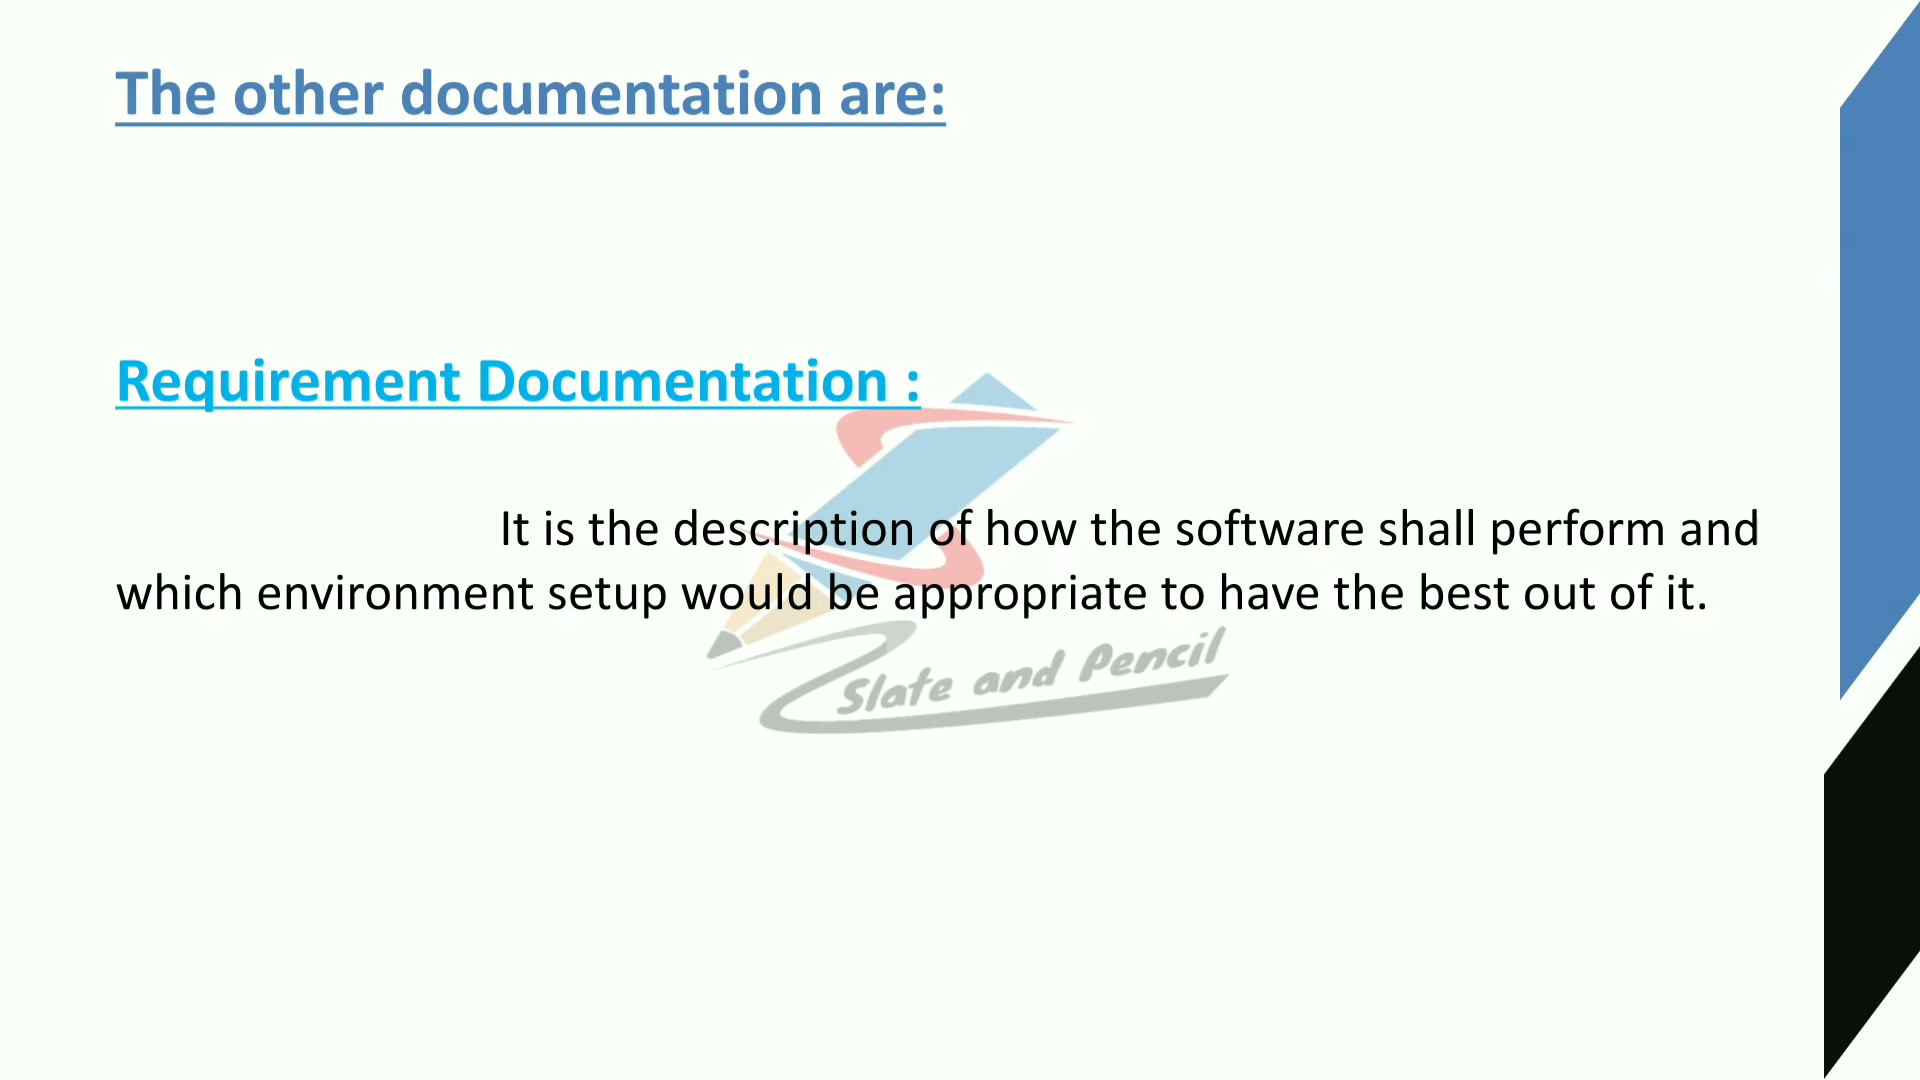 The other documentation are:
Requirement Documentation :
It is the description of how the software shall perform and
which environment setup would be appropriate to have the best out of it.
Slate and Pencil